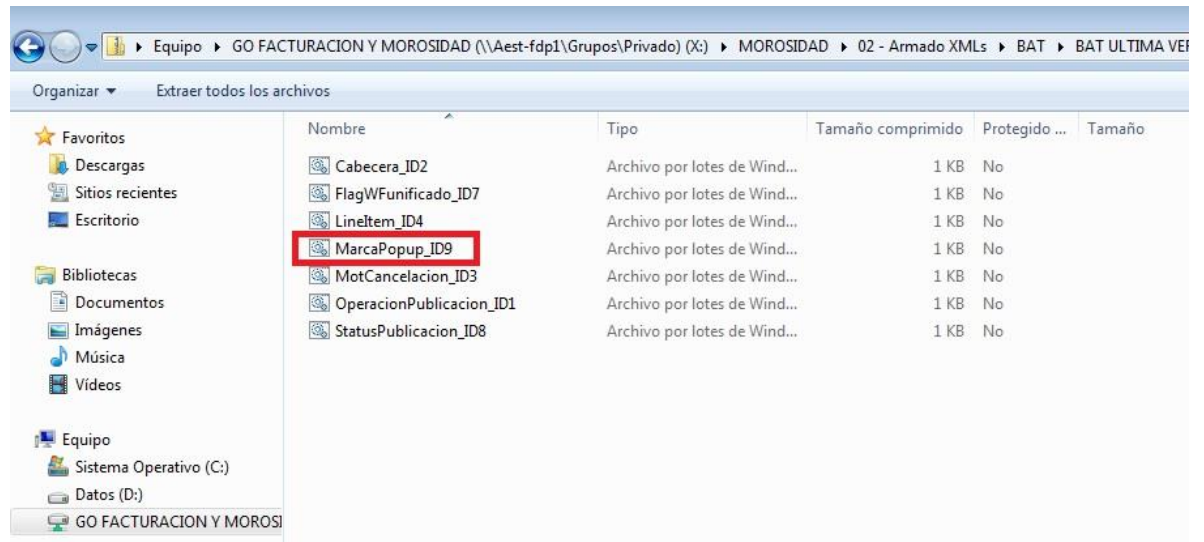 Equipo GO FACTURACION Y MOROSIDAD (\\Aest-fdp1\Grupos\Privado) (X:) MOROSIDAD 02 - Armado XMLs BAT BAT ULTIMA VER
Organizar Extraer todos los archivos
Nombre Tipo Tamaño comprimido Protegido ... Tamaño
Favoritos
Descargas
Sitios recientes
Escritorio
Bibliotecas
Documentos
Imágenes
Música
Vídeos
Equipo
Sistema Operativo (C:)
Datos (D:)
GO FACTURACION Y MOROSI
Cabecera_ID2 Archivo por lotes de Wind... 1 KB No
FlagWFunificado_ID7 Archivo por lotes de Wind... 1 KB No
LineItem_ID4 Archivo por lotes de Wind... 1 KB No
MarcaPopup_ID9 Archivo por lotes de Wind... 1 KB No
MotCancelacion_ID3 Archivo por lotes de Wind... 1 KB No
OperacionPublicacion_ID1 Archivo por lotes de Wind... 1 KB No
StatusPublicacion_ID8 Archivo por lotes de Wind... 1 KB No